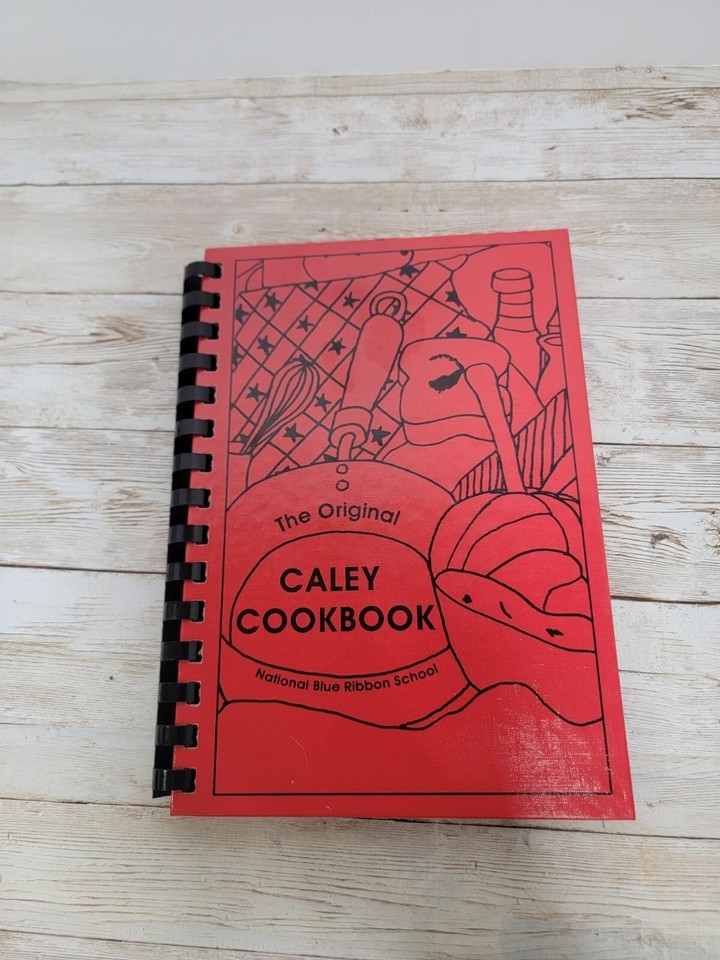 The Original
CALEY
COOKBOOK
National Blue Ribbon School